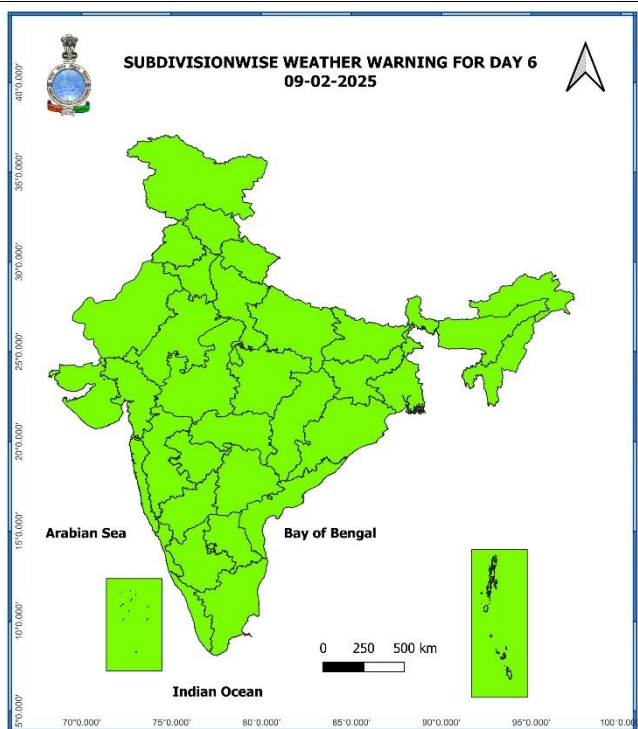 SUBDIVISIONWISE WEATHER WARNING FOR DAY 6
09-02-2025
40°0.000'
35°0.000'
30°0.000'
25°0.000'
20°0.000'
15°0.000'
10°0.000'
5°0.000'
Arabian Sea
Bay of Bengal
0 250 500 km
Indian Ocean
70°0.000' 75°0.000' 80°0.000' 85°0.000' 90°0.000' 95°0.000' 100°0.0